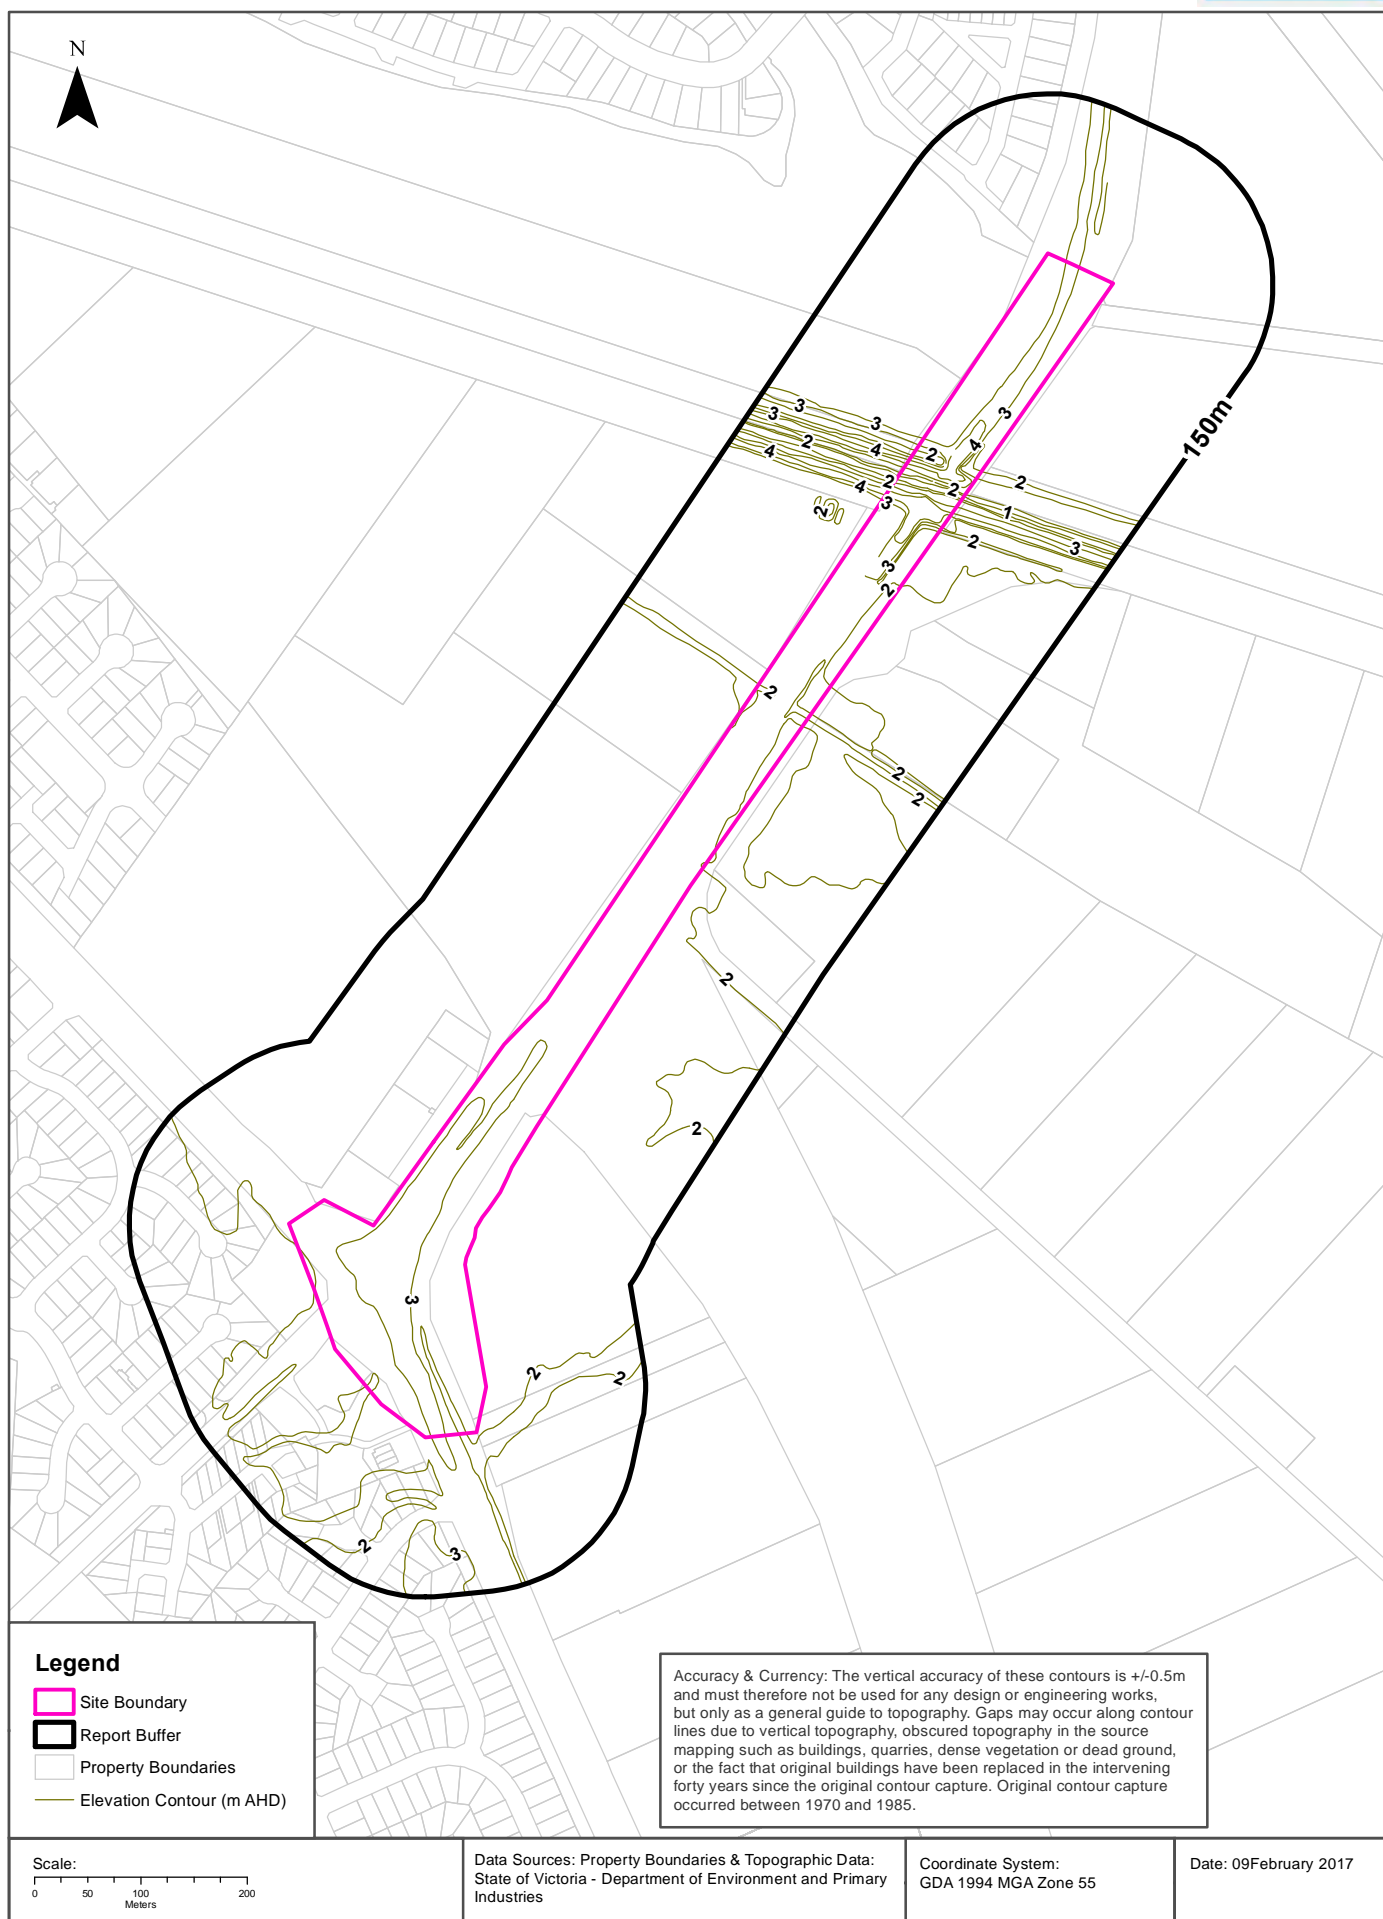 N
150m
3
3
3
3
4
2
4
2
2
4
2
2
4
2
1
3
3
2
2
3
2
2
2
2
2
2
3
2
2
2
3
Legend
Site Boundary
Report Buffer
Property Boundaries
Elevation Contour (m AHD)
Accuracy & Currency: The vertical accuracy of these contours is +/-0.5m
and must therefore not be used for any design or engineering works,
but only as a general guide to topography. Gaps may occur along contour
lines due to vertical topography, obscured topography in the source
mapping such as buildings, quarries, dense vegetation or dead ground,
or the fact that original buildings have been replaced in the intervening
forty years since the original contour capture. Original contour capture
occurred between 1970 and 1985.
Scale:
0 50 100 200
Meters
Data Sources: Property Boundaries & Topographic Data:
State of Victoria - Department of Environment and Primary
Industries
Coordinate System:
GDA 1994 MGA Zone 55
Date: 09February 2017